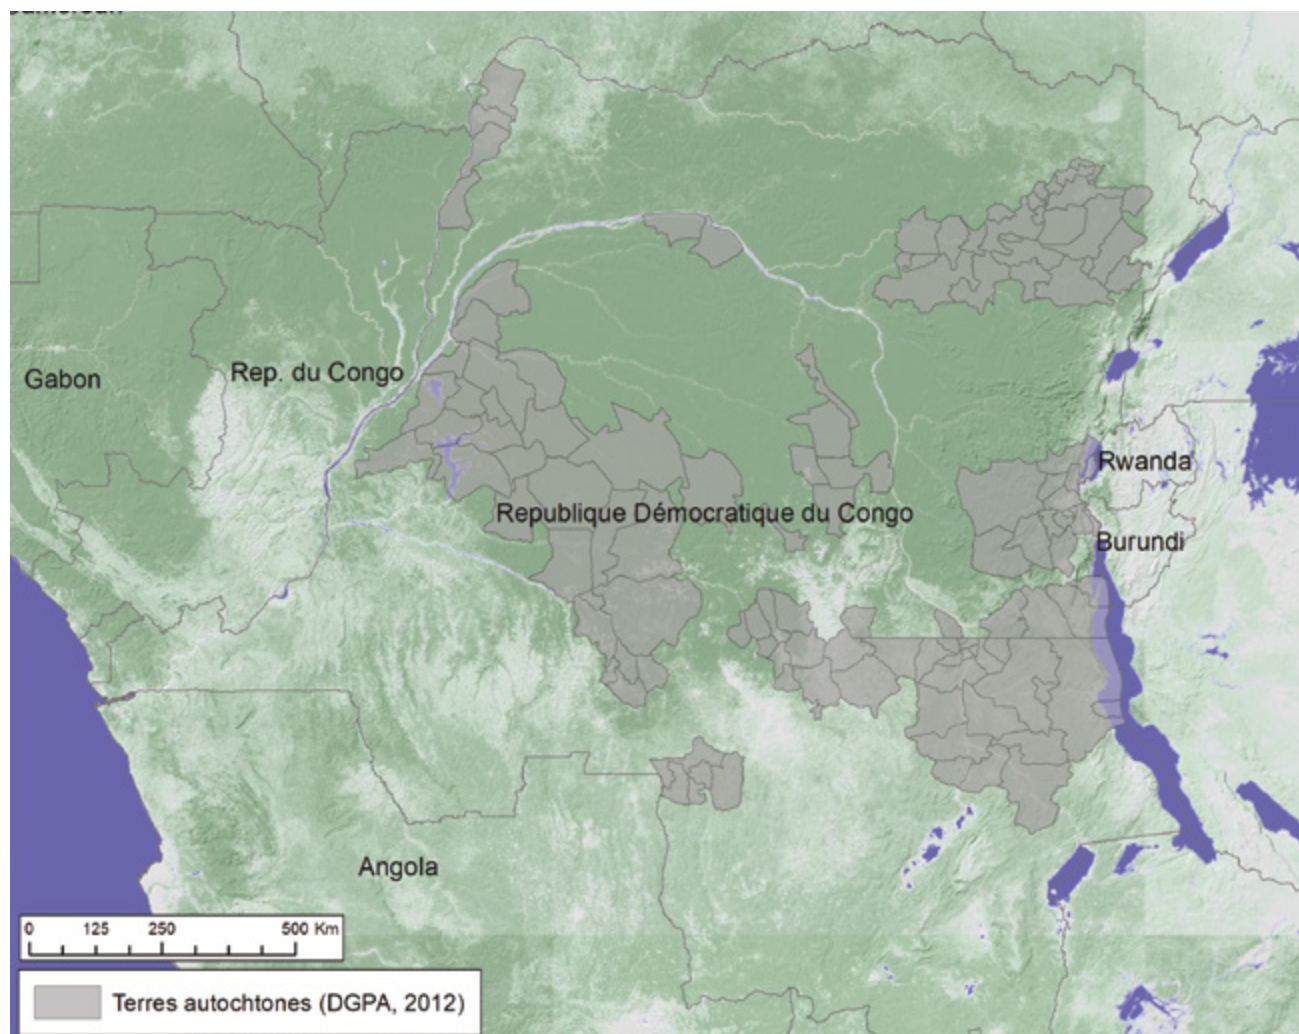 Gabon
Rep. du Congo
Rwanda
Republique Démocratique du Congo
Burundi
Angola
0 125 250 500 Km
Terres autochtones (DGPA, 2012)